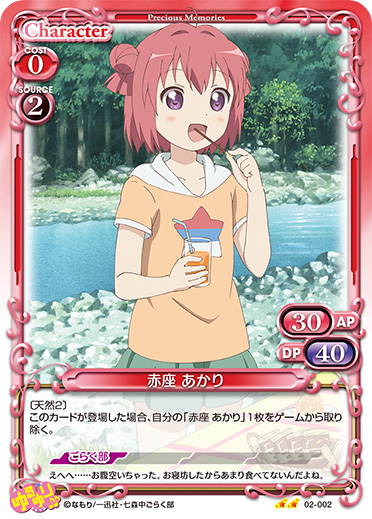 Precious Memories
Character
COST
0
SOURCE
2
30 AP
DP 40
赤座 あかり
［天然2］
このカードが登場した場合、自分の「赤座 あかり」1枚をゲームから取り
除く。
ごらく部
えへへ……お腹空いちゃった。お寝坊したからあまり食べてないんだよね。
ゆるゆり
©なもり/一迅社・七森中ごらく部
02-002